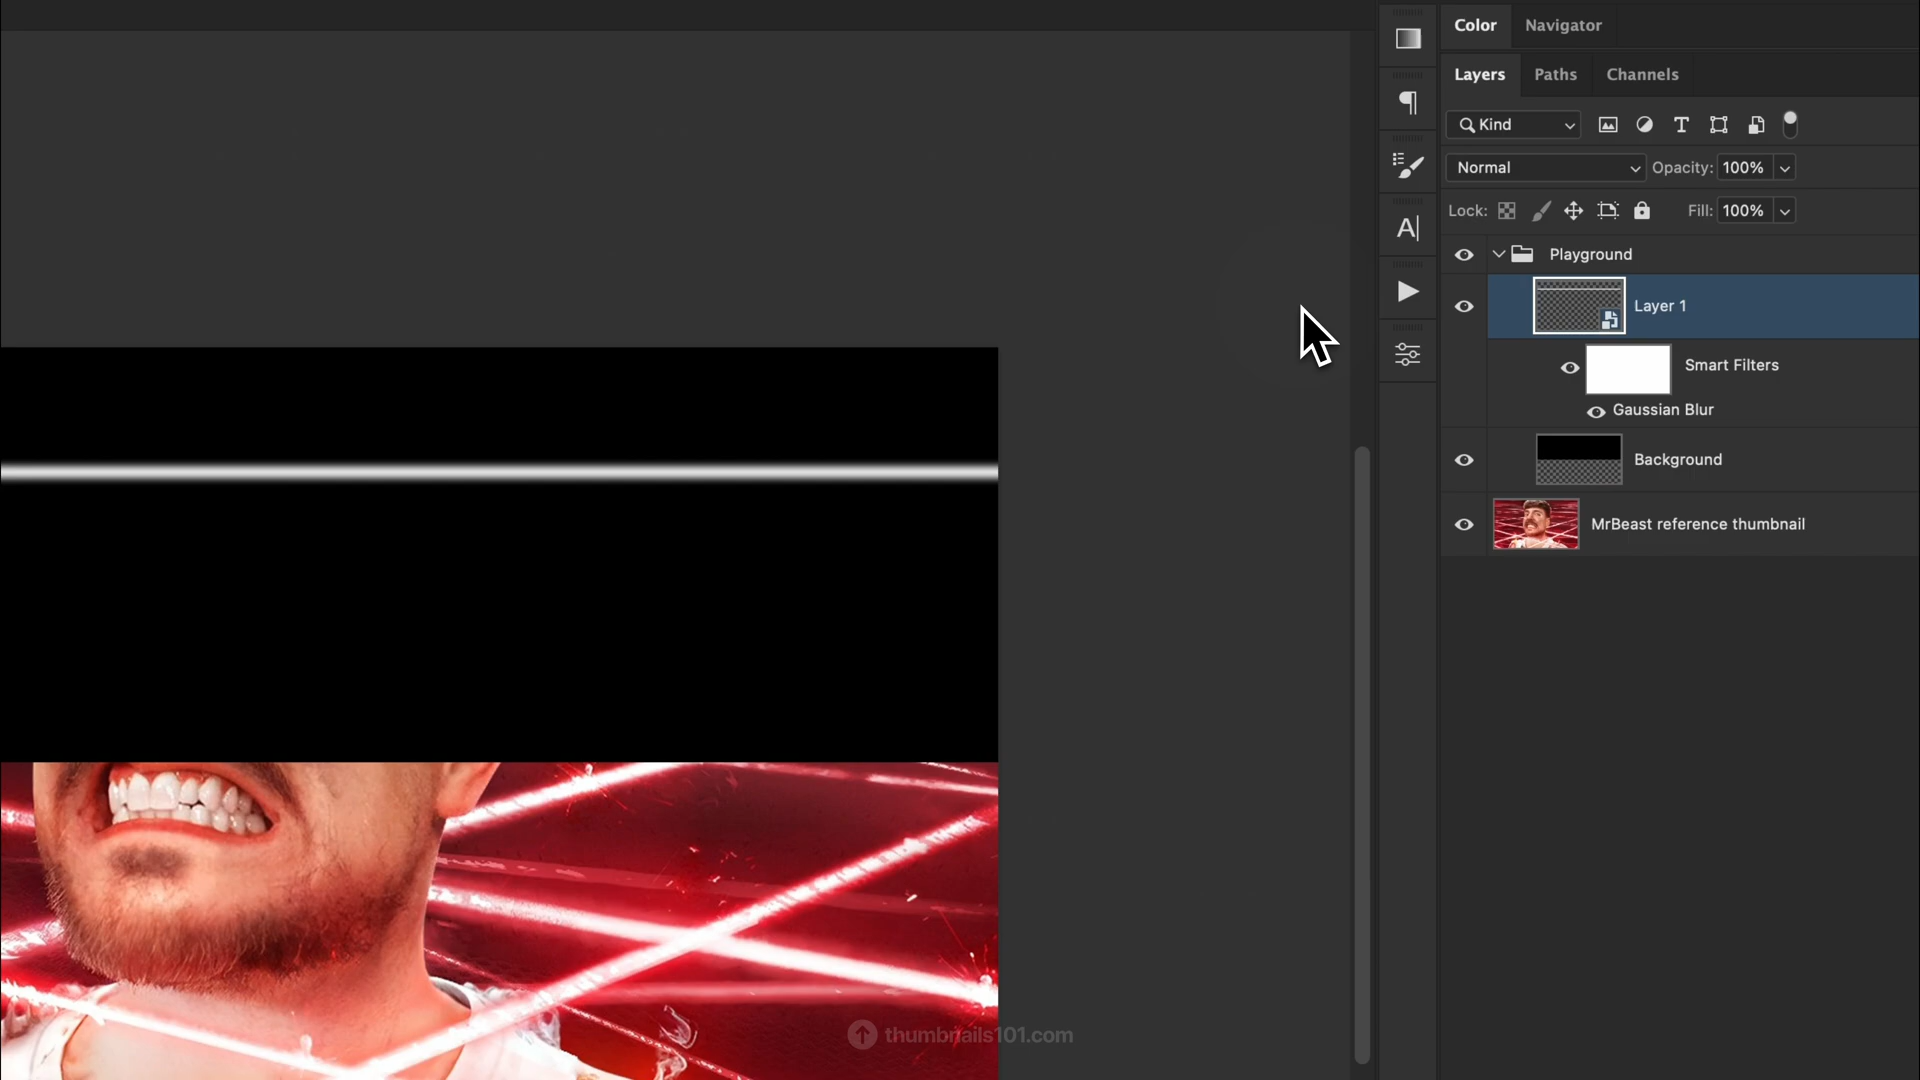 Color Navigator
Layers Paths Channels
Kind
Normal Opacity: 100%
Lock: Fill: 100%
Playground
Layer 1
Smart Filters
Gaussian Blur
Background
MrBeast reference thumbnail
thumbnails101.com